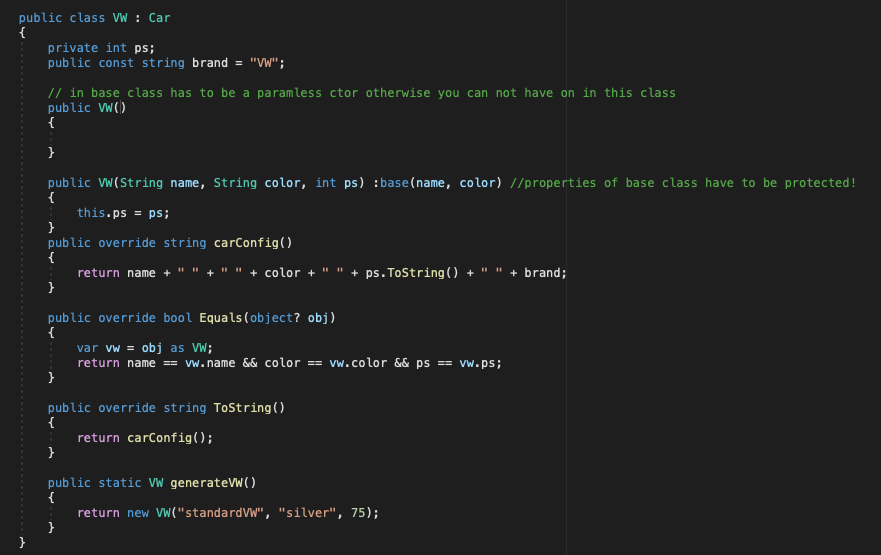 public class VW : Car
{
private int ps;
public const string brand = "VW";
// in base class has to be a paramless ctor otherwise you can not have on in this class
public VW()
{
}
public VW(String name, String color, int ps) :base(name, color) //properties of base class have to be protected!
{
this.ps = ps;
}
public override string carConfig()
{
return name + " " + " " + color + " " + ps.ToString() + " " + brand;
}
public override bool Equals(object? obj)
{
var vw = obj as VW;
return name == vw.name && color == vw.color && ps == vw.ps;
}
public override string ToString()
{
return carConfig();
}
public static VW generateVW()
{
return new VW("standardVW", "silver", 75);
}
}